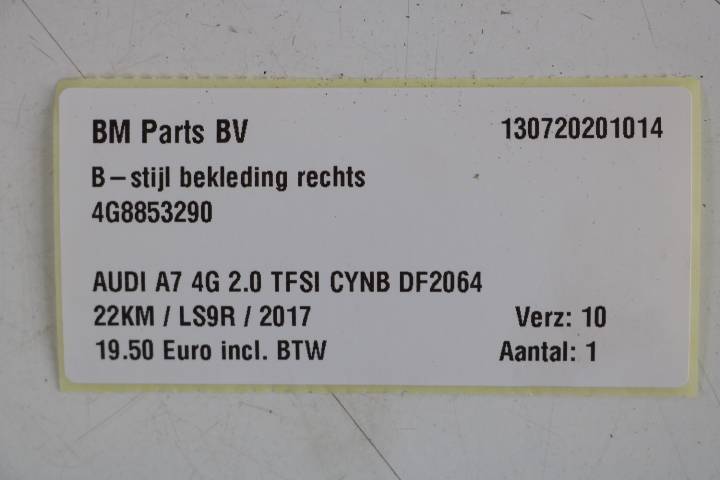 BM Parts BV 130720201014
B-stijl bekleding rechts
4G8853290
AUDI A7 4G 2.0 TFSI CYNB DF2064
22KM / LS9R / 2017 Verz: 10
19.50 Euro incl. BTW Aantal: 1